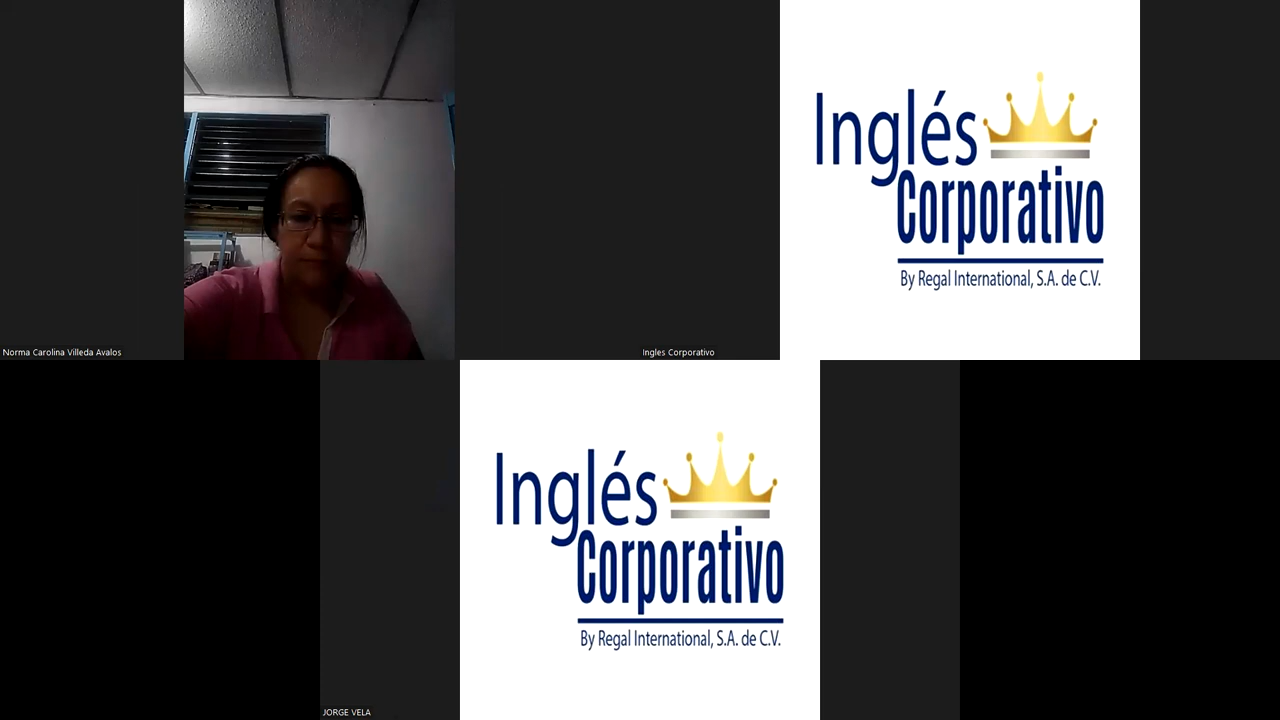 Inglés
Corporativo
By Regal International, S.A. de C.V.
Norma Carolina Villeda Avalos
Ingles Corporativo
Inglés
Corporativo
By Regal International, S.A. de C.V.
JORGE VELA